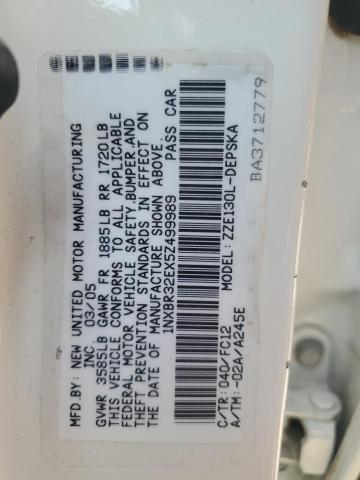 MFD BY: NEW UNITED MOTOR MANUFACTURING
INC. 03/05
GVWR 3585LB GAWR FR 1885LB RR 1720LB
THIS VEHICLE CONFORMS TO ALL APPLICABLE
FEDERAL MOTOR VEHICLE SAFETY,BUMPER,AND
THEFT PREVENTION STANDARDS IN EFFECT ON
THE DATE OF MANUFACTURE SHOWN ABOVE.
1NXBR32EX5Z499989 PASS CAR
C/TR: 040/FC12 MODEL: ZZE130L-DEPSKA
A/TM: -02A/A245E
BA3712779